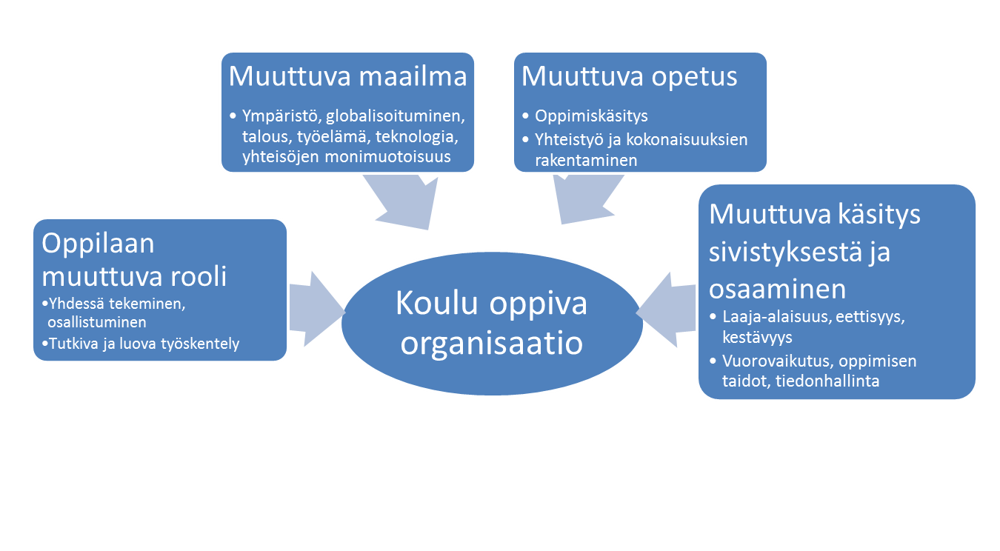 Muuttuva maailma
• Ympäristö, globalisoituminen,
talous, työelämä, teknologia,
yhteisöjen monimuotoisuus
Muuttuva opetus
• Oppimiskäsitys
• Yhteistyö ja kokonaisuuksien
rakentaminen
Oppilaan
muuttuva rooli
•Yhdessä tekeminen,
osallistuminen
•Tutkiva ja luova työskentely
Koulu oppiva
organisaatio
Muuttuva käsitys
sivistyksestä ja
osaaminen
• Laaja-alaisuus, eettisyys,
kestävyys
• Vuorovaikutus, oppimisen
taidot, tiedonhallinta